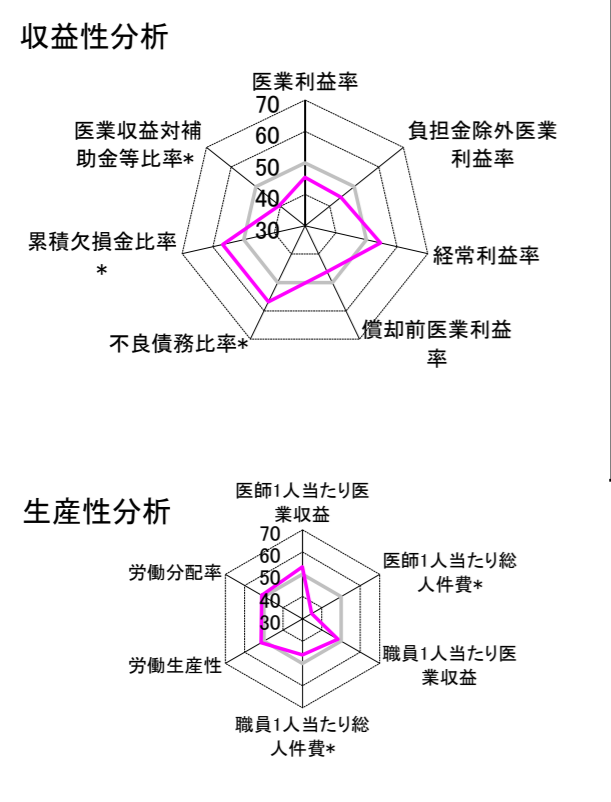 収益性分析
医業利益率
70
60
50
40
30
負担金除外医業
利益率
経常利益率
償却前医業利益
率
不良債務比率*
累積欠損金比率
*
医業収益対補
助金等比率*
生産性分析
医師1人当たり医
業収益
70
60
50
40
30
医師1人当たり総
人件費*
職員1人当たり医
業収益
職員1人当たり総
人件費*
労働生産性
労働分配率